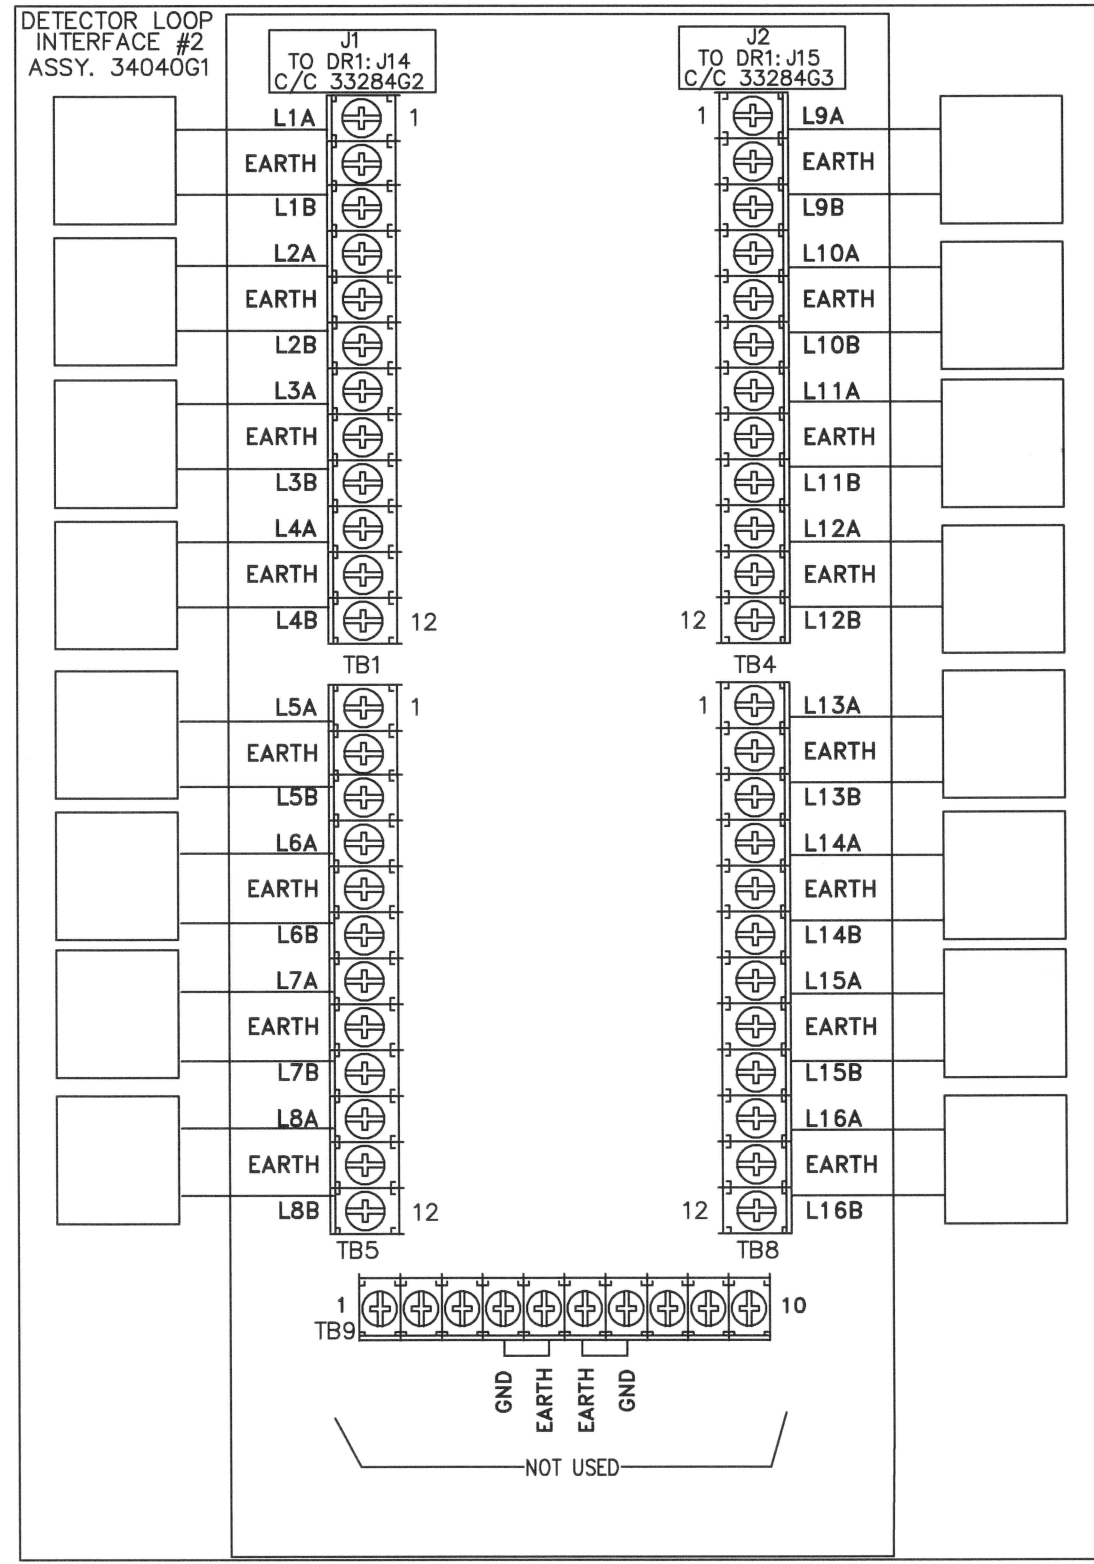 DETECTOR LOOP
INTERFACE #2
ASSY. 34040G1
J1
TO DR1:J14
C/C 33284G2
J2
TO DR1:J15
C/C 33284G3
L1A
1
EARTH
L1B
L2A
EARTH
L2B
L3A
EARTH
L3B
L4A
EARTH
L4B
12
TB1
1
L9A
EARTH
L9B
L10A
EARTH
L10B
L11A
EARTH
L11B
L12A
EARTH
12
L12B
TB4
L5A
1
EARTH
L5B
L6A
EARTH
L6B
L7A
EARTH
L7B
L8A
EARTH
L8B
12
TB5
1
L13A
EARTH
L13B
L14A
EARTH
L14B
L15A
EARTH
L15B
L16A
EARTH
12
L16B
TB8
1
TB9
10
GND
EARTH
EARTH
GND
NOT USED